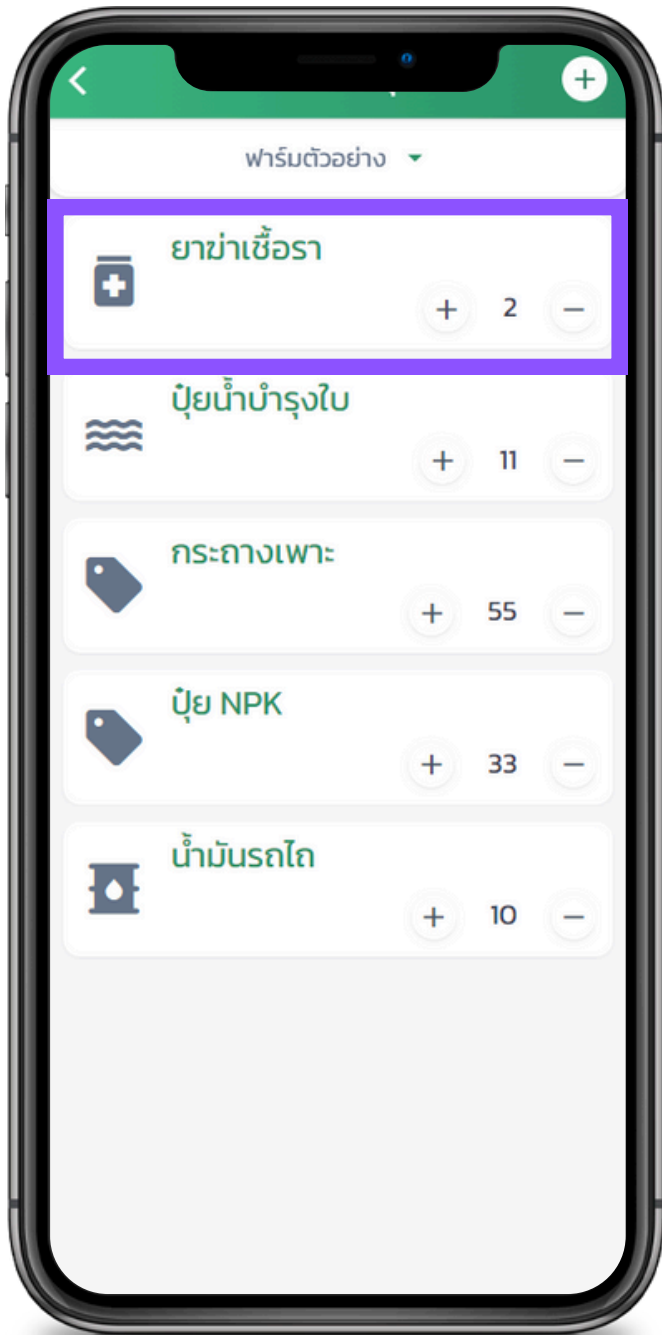 ฟาร์มตัวอย่าง
ยาฆ่าเชื้อรา
+ 2 −
ปุ๋ยน้ำบำรุงใบ
+ 11 −
กระถางเพาะ
+ 55 −
ปุ๋ย NPK
+ 33 −
น้ำมันรถไถ
+ 10 −